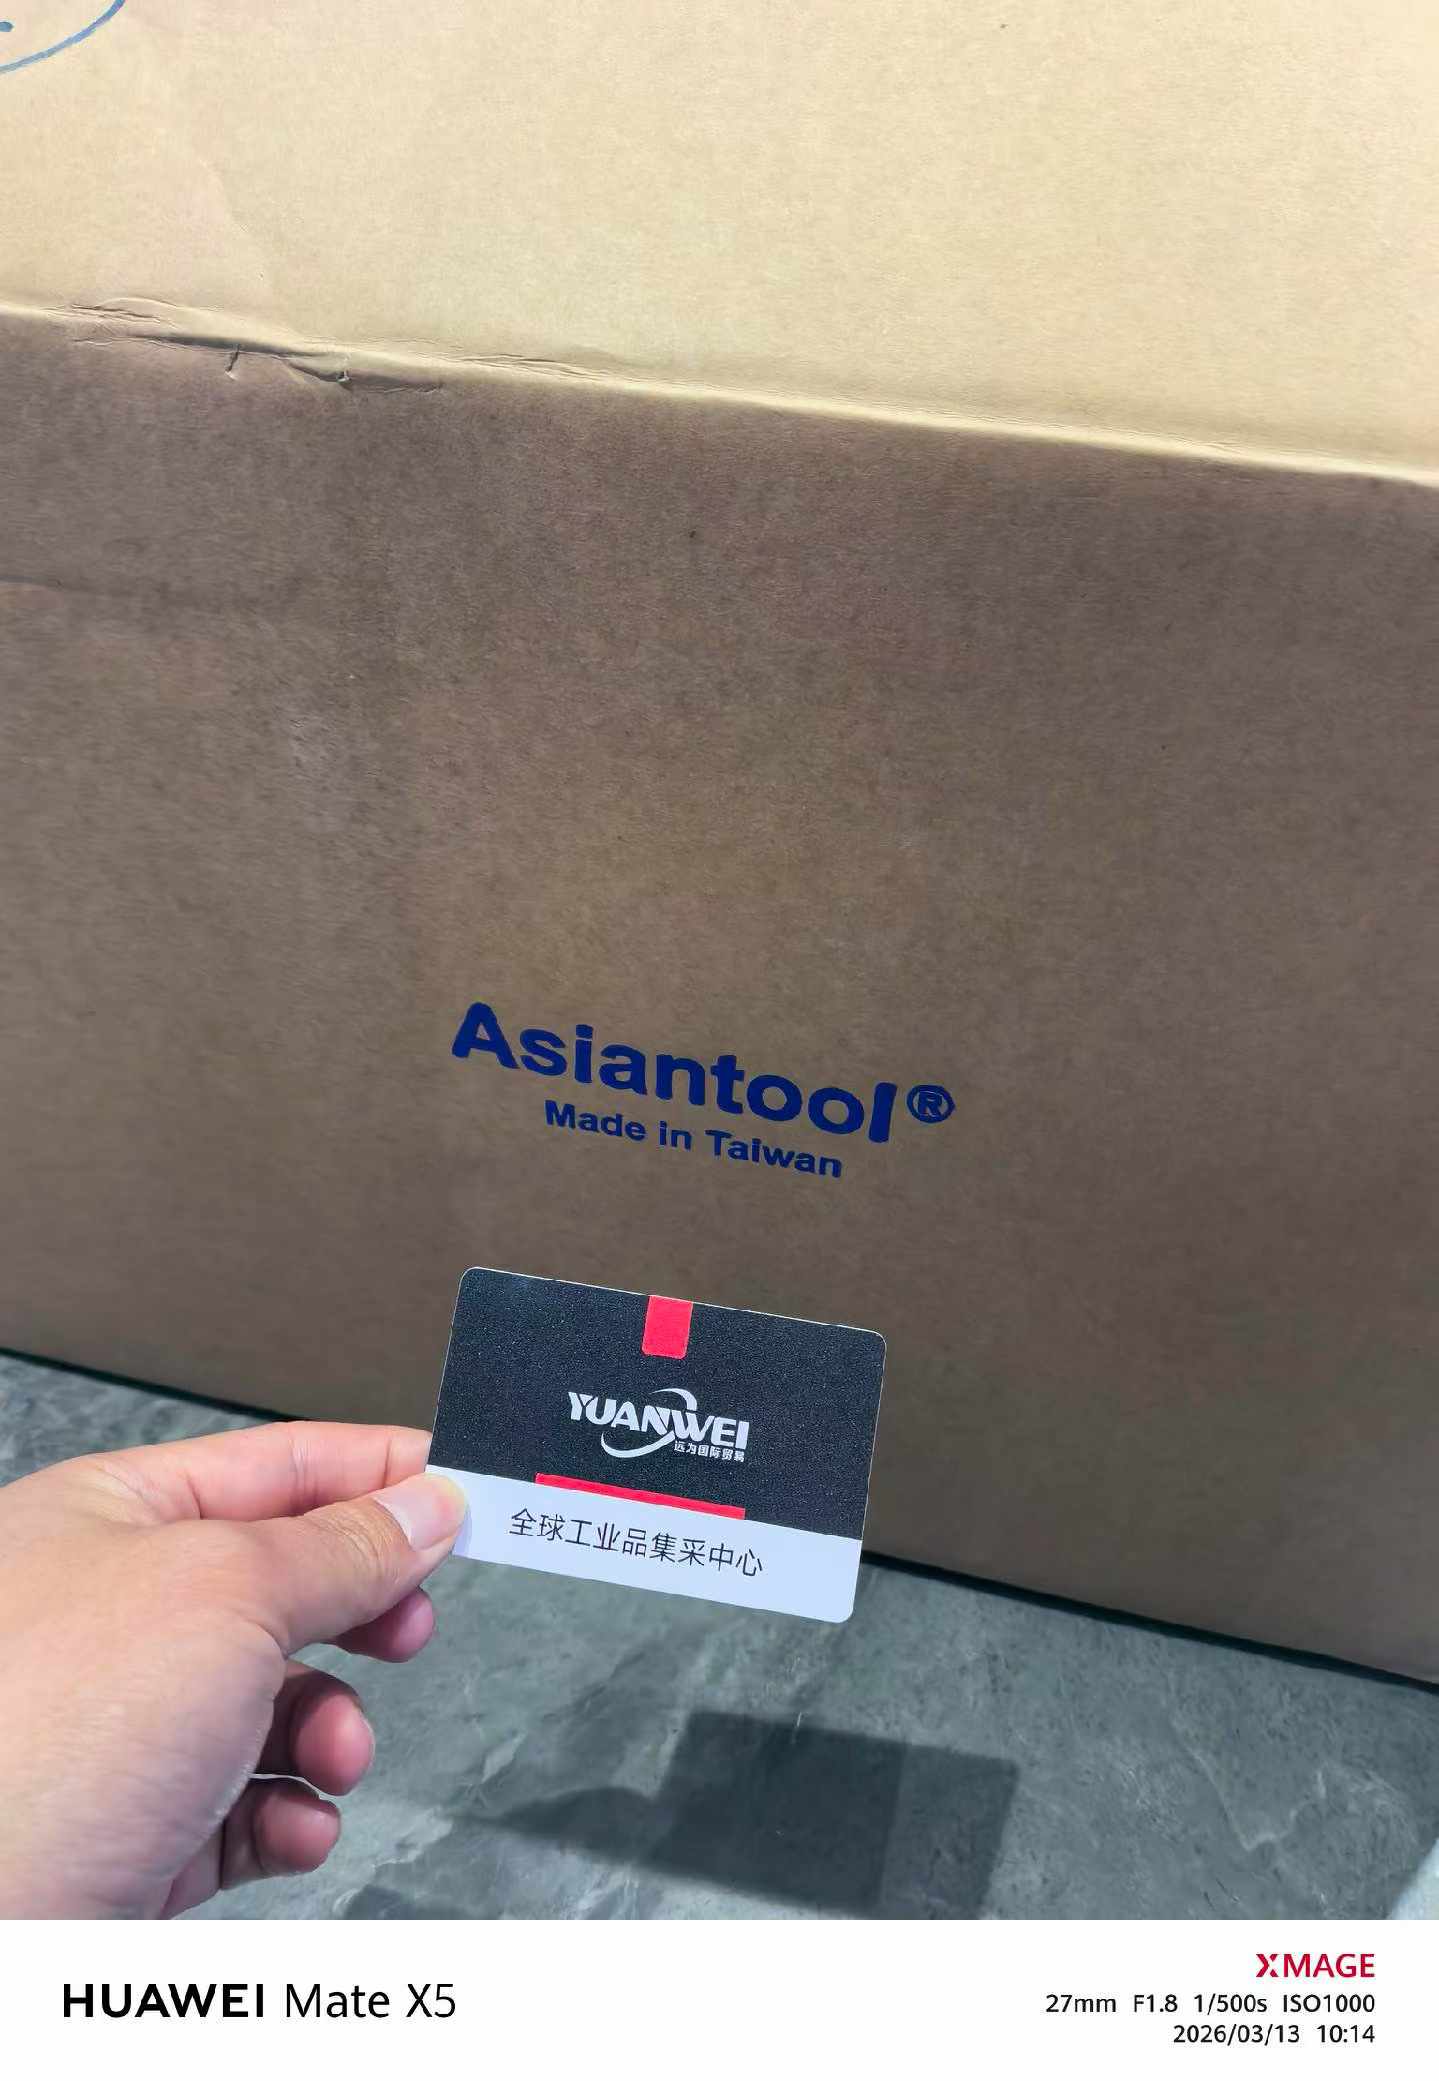 Asiantool®
Made in Taiwan
YUANWEI
远为国际贸易
全球工业品集采中心
HUAWEI Mate X5
XMAGE
27mm F1.8 1/500s ISO1000
2026/03/13 10:14